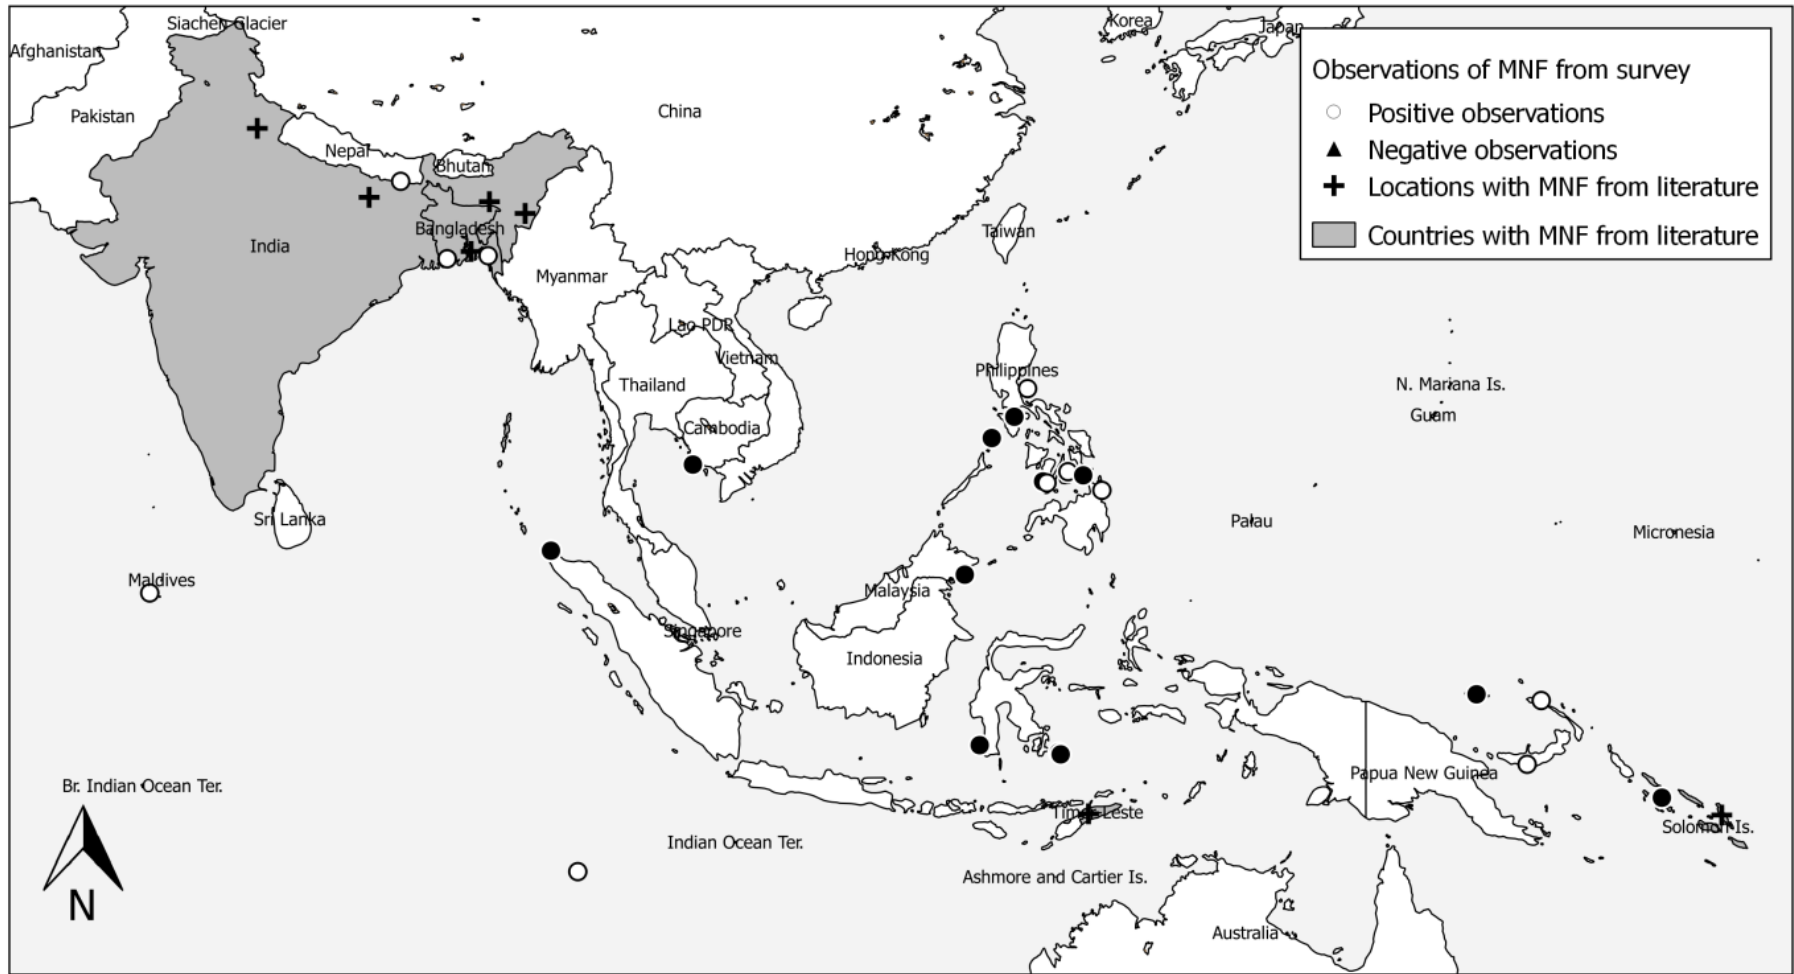 Siachen Glacier
Korea
Japan
Afghanistan
Pakistan
China
Nepal
Bhutan
Bangladesh
India
Taiwan
Hong Kong
Myanmar
Lao PDR
Vietnam
Thailand
Philippines
N. Mariana Is.
Guam
Cambodia
Sri Lanka
Palau
Micronesia
Maldives
Malaysia
Singapore
Indonesia
Papua New Guinea
Br. Indian Ocean Ter.
Timor-Leste
Solomon Is.
Indian Ocean Ter.
Ashmore and Cartier Is.
Australia
N
Observations of MNF from survey
Positive observations
Negative observations
Locations with MNF from literature
Countries with MNF from literature